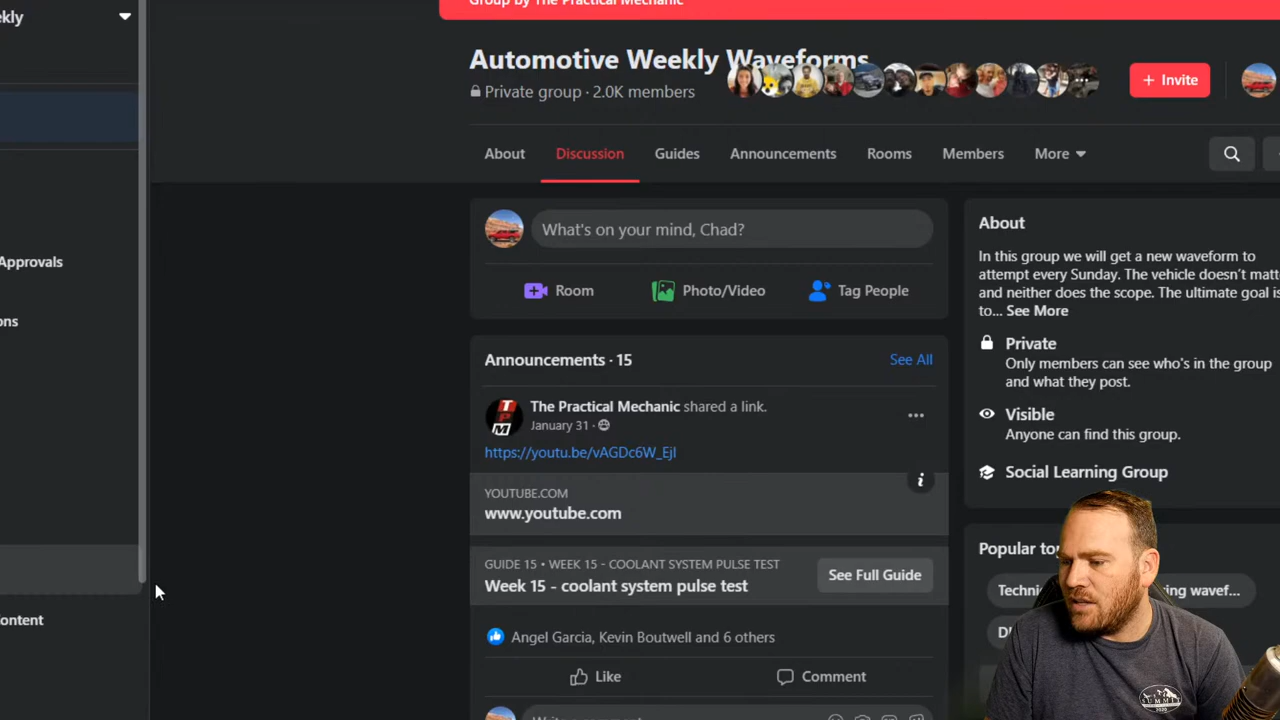 ekly
Group by The Practical Mechanic
Automotive Weekly Waveforms
Private group · 2.0K members
+ Invite
About
Discussion
Guides
Announcements
Rooms
Members
More
Approvals
ons
ontent
What's on your mind, Chad?
Room
Photo/Video
Tag People
Announcements · 15
See All
The Practical Mechanic shared a link.
January 31 ·
https://youtu.be/vAGDc6W_EjI
YOUTUBE.COM
www.youtube.com
GUIDE 15 • WEEK 15 - COOLANT SYSTEM PULSE TEST
Week 15 - coolant system pulse test
See Full Guide
Angel Garcia, Kevin Boutwell and 6 others
Like
Comment
About
In this group we will get a new waveform to
attempt every Sunday. The vehicle doesn't matt
and neither does the scope. The ultimate goal is
to... See More
Private
Only members can see who's in the group
and what they post.
Visible
Anyone can find this group.
Social Learning Group
Popular to
Techni
wavef...
SUMMIT